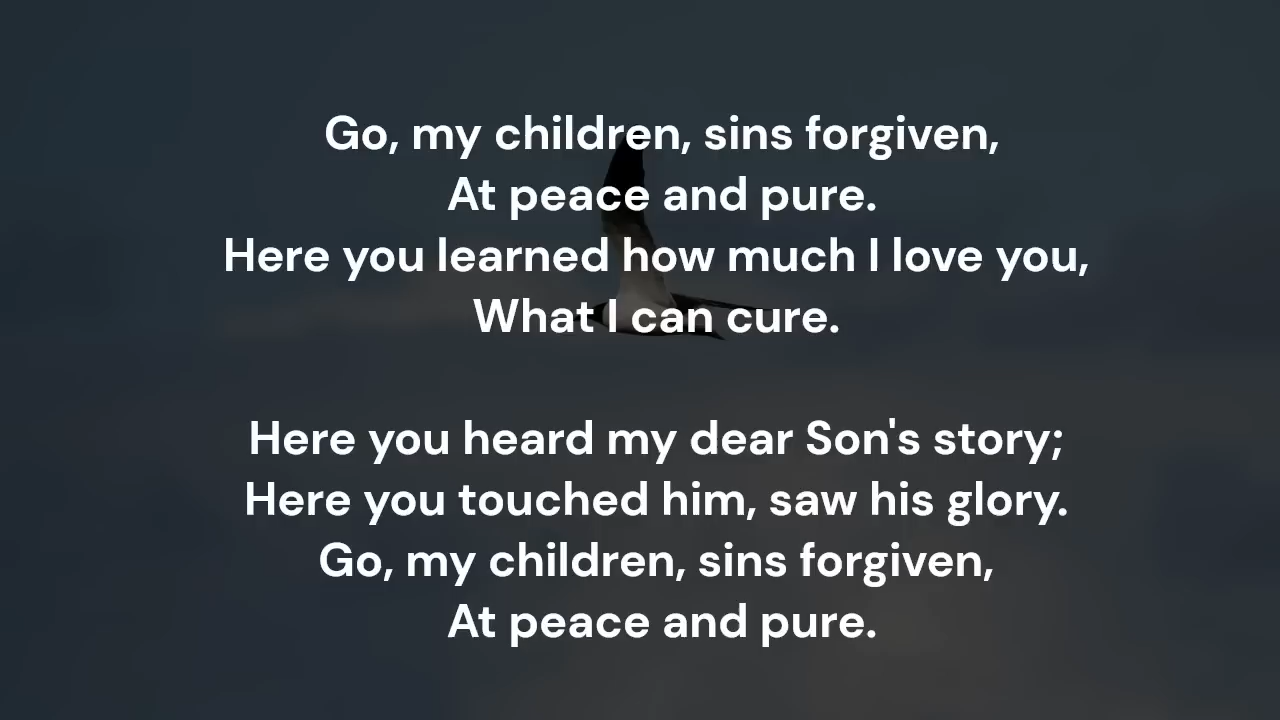 Go, my children, sins forgiven,
At peace and pure.
Here you learned how much I love you,
What I can cure.
Here you heard my dear Son's story;
Here you touched him, saw his glory.
Go, my children, sins forgiven,
At peace and pure.